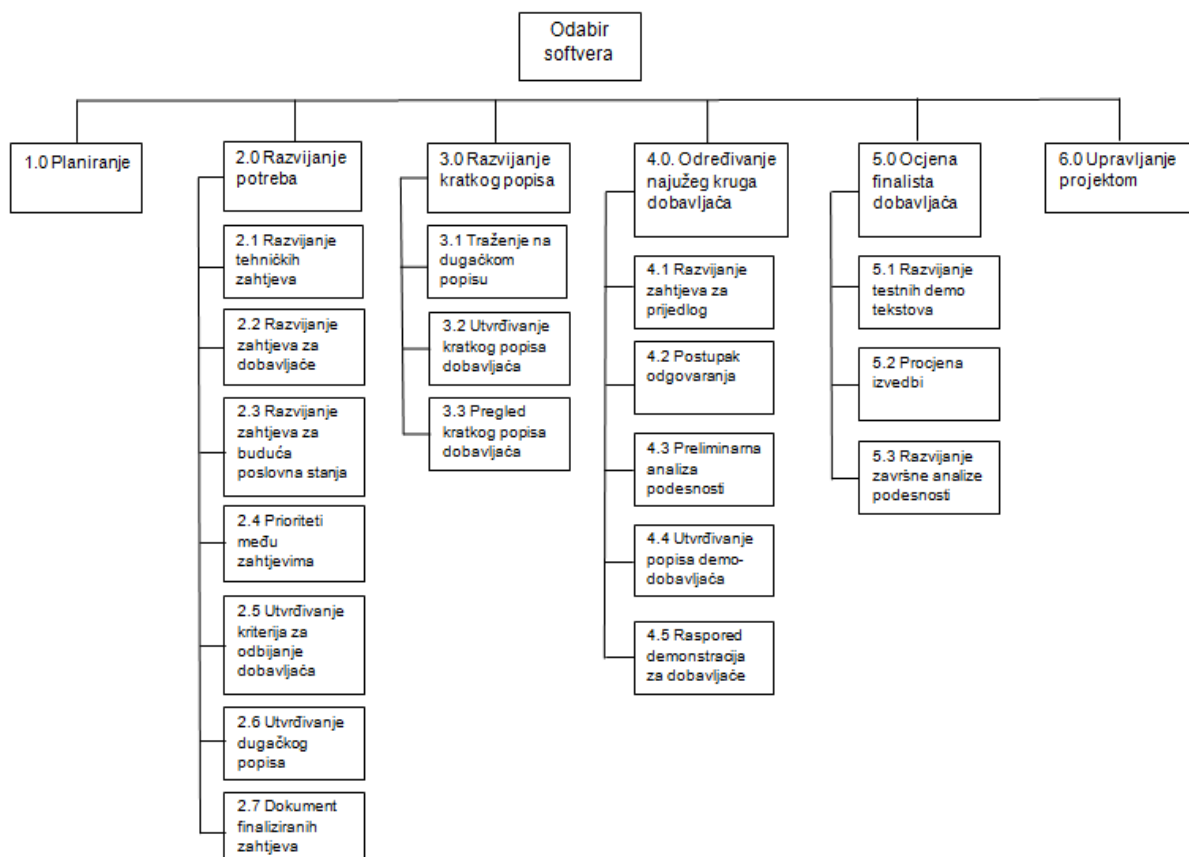 Odabir
softvera
1.0 Planiranje
2.0 Razvijanje
potreba
2.1 Razvijanje
tehničkih
zahtjeva
2.2 Razvijanje
zahtjeva za
dobavljače
2.3 Razvijanje
zahtjeva za
buduća
poslovna stanja
2.4 Prioriteti
među
zahtjevima
2.5 Utvrđivanje
kriterija za
odbijanje
dobavljača
2.6 Utvrđivanje
dugačkog
popisa
2.7 Dokument
finaliziranih
zahtjeva
3.0 Razvijanje
kratkog popisa
3.1 Traženje na
dugačkom
popisu
3.2 Utvrđivanje
kratkog popisa
dobavljača
3.3 Pregled
kratkog popisa
dobavljača
4.0. Određivanje
najužeg kruga
dobavljača
4.1 Razvijanje
zahtjeva za
prijedlog
4.2 Postupak
odgovaranja
4.3 Preliminarna
analiza
podesnosti
4.4 Utvrđivanje
popisa demo-
dobavljača
4.5 Raspored
demonstracija
za dobavljače
5.0 Ocjena
finalista
dobavljača
5.1 Razvijanje
testnih demo
tekstova
5.2 Procjena
izvedbi
5.3 Razvijanje
završne analize
podesnosti
6.0 Upravljanje
projektom